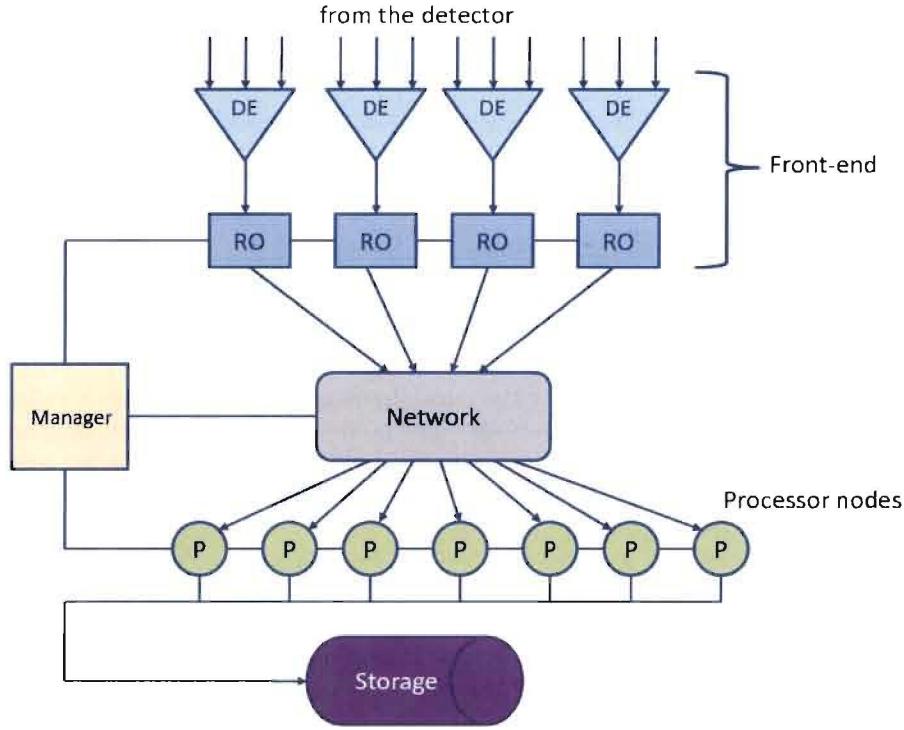 from the detector
DE DE DE DE
Front-end
RO RO RO RO
Manager
Network
Processor nodes
P P P P P P P
Storage